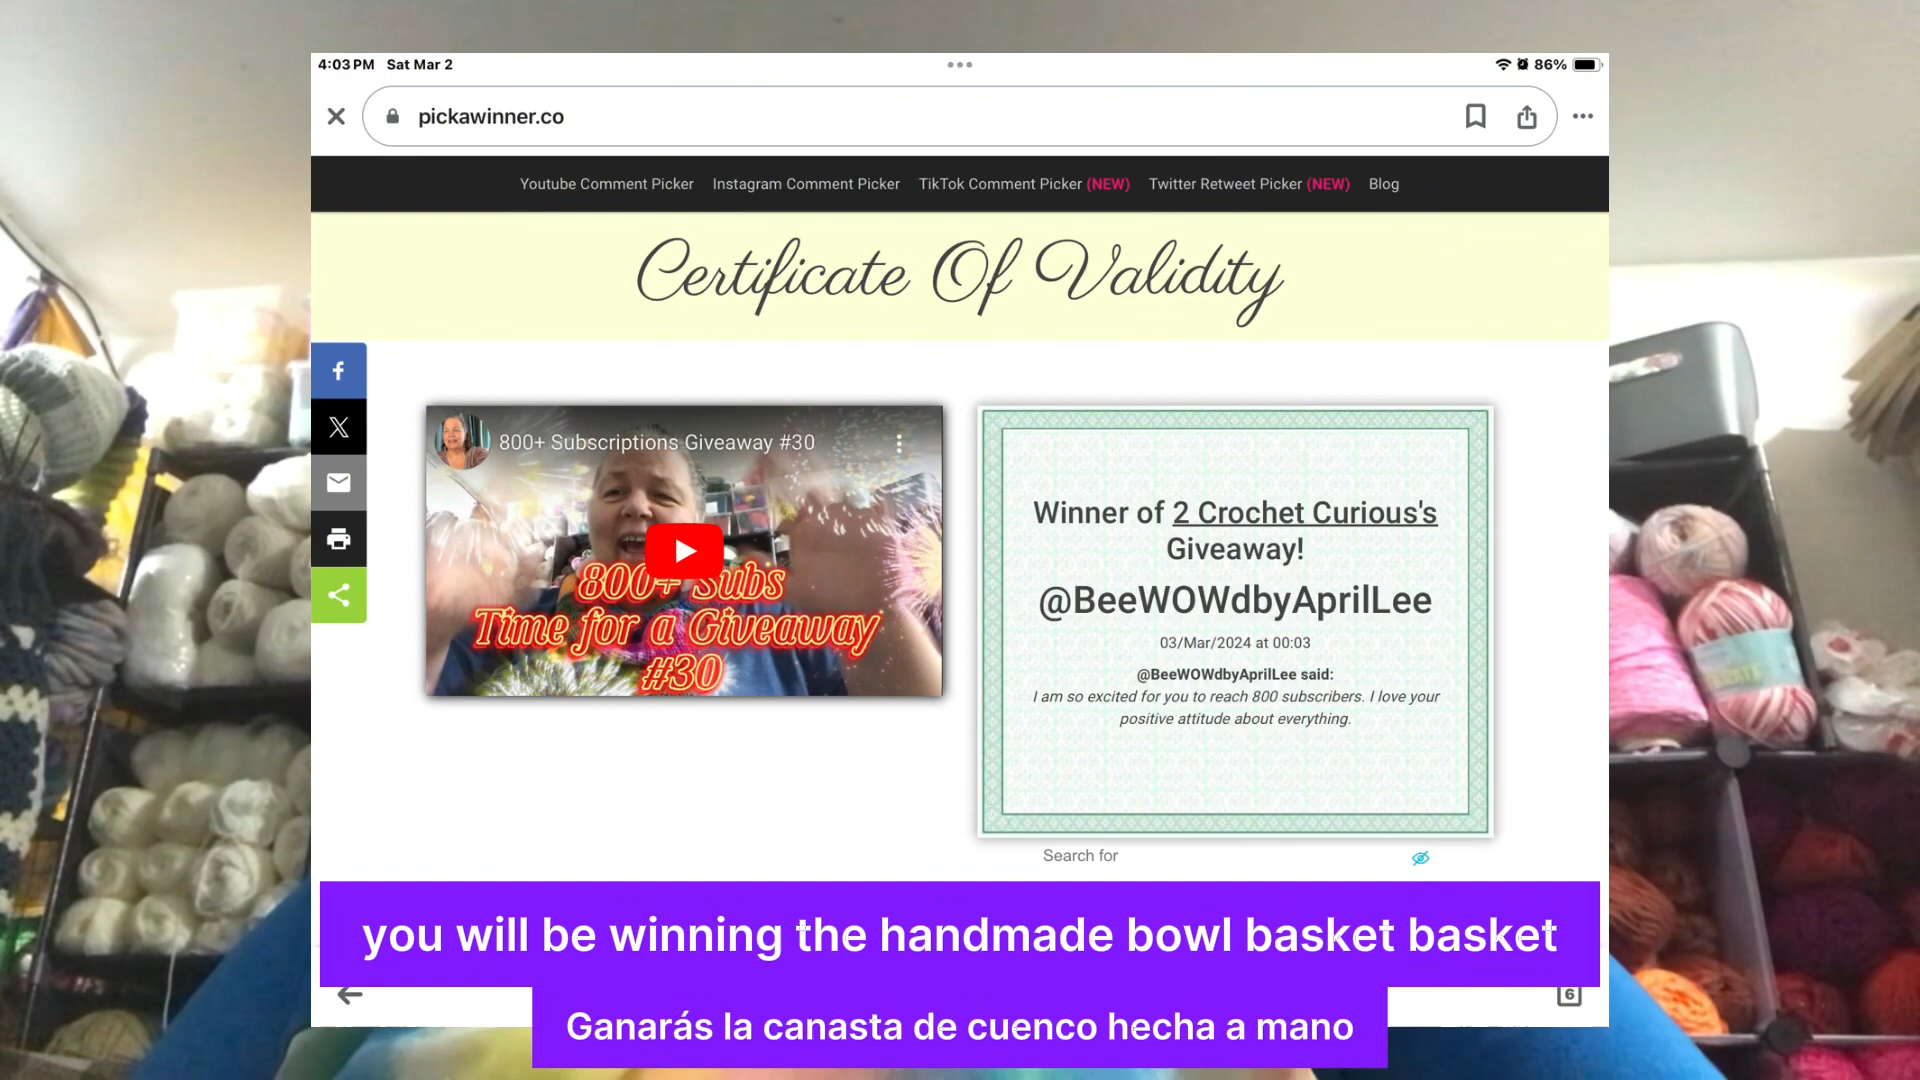 4:03 PM Sat Mar 2
86%
pickawinner.co
Youtube Comment Picker Instagram Comment Picker TikTok Comment Picker (NEW) Twitter Retweet Picker (NEW) Blog
Certificate Of Validity
800+ Subscriptions Giveaway #30
800+ Subs
Time for a Giveaway
#30
Winner of 2 Crochet Curious's
Giveaway!
@BeeWOWdbyAprilLee
03/Mar/2024 at 00:03
@BeeWOWdbyAprilLee said:
I am so excited for you to reach 800 subscribers. I love your
positive attitude about everything.
Search for
you will be winning the handmade bowl basket basket
6
Ganarás la canasta de cuenco hecha a mano